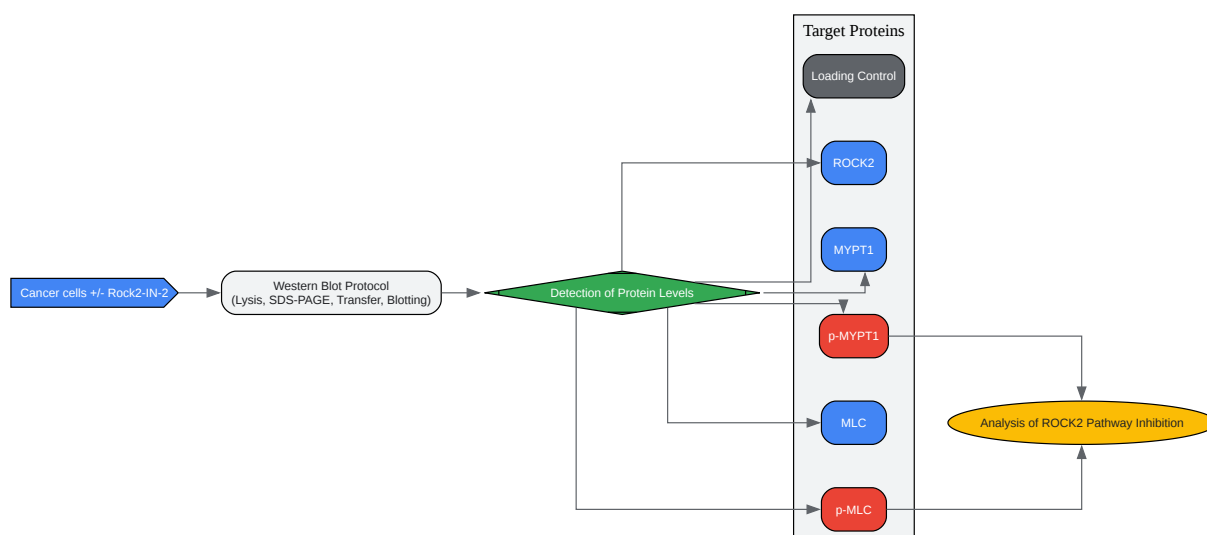 Target Proteins
Loading Control
ROCK2
MYPT1
Cancer cells +/- Rock2-IN-2
Western Blot Protocol
(Lysis, SDS-PAGE, Transfer, Blotting)
Detection of Protein Levels
p-MYPT1
MLC
Analysis of ROCK2 Pathway Inhibition
p-MLC